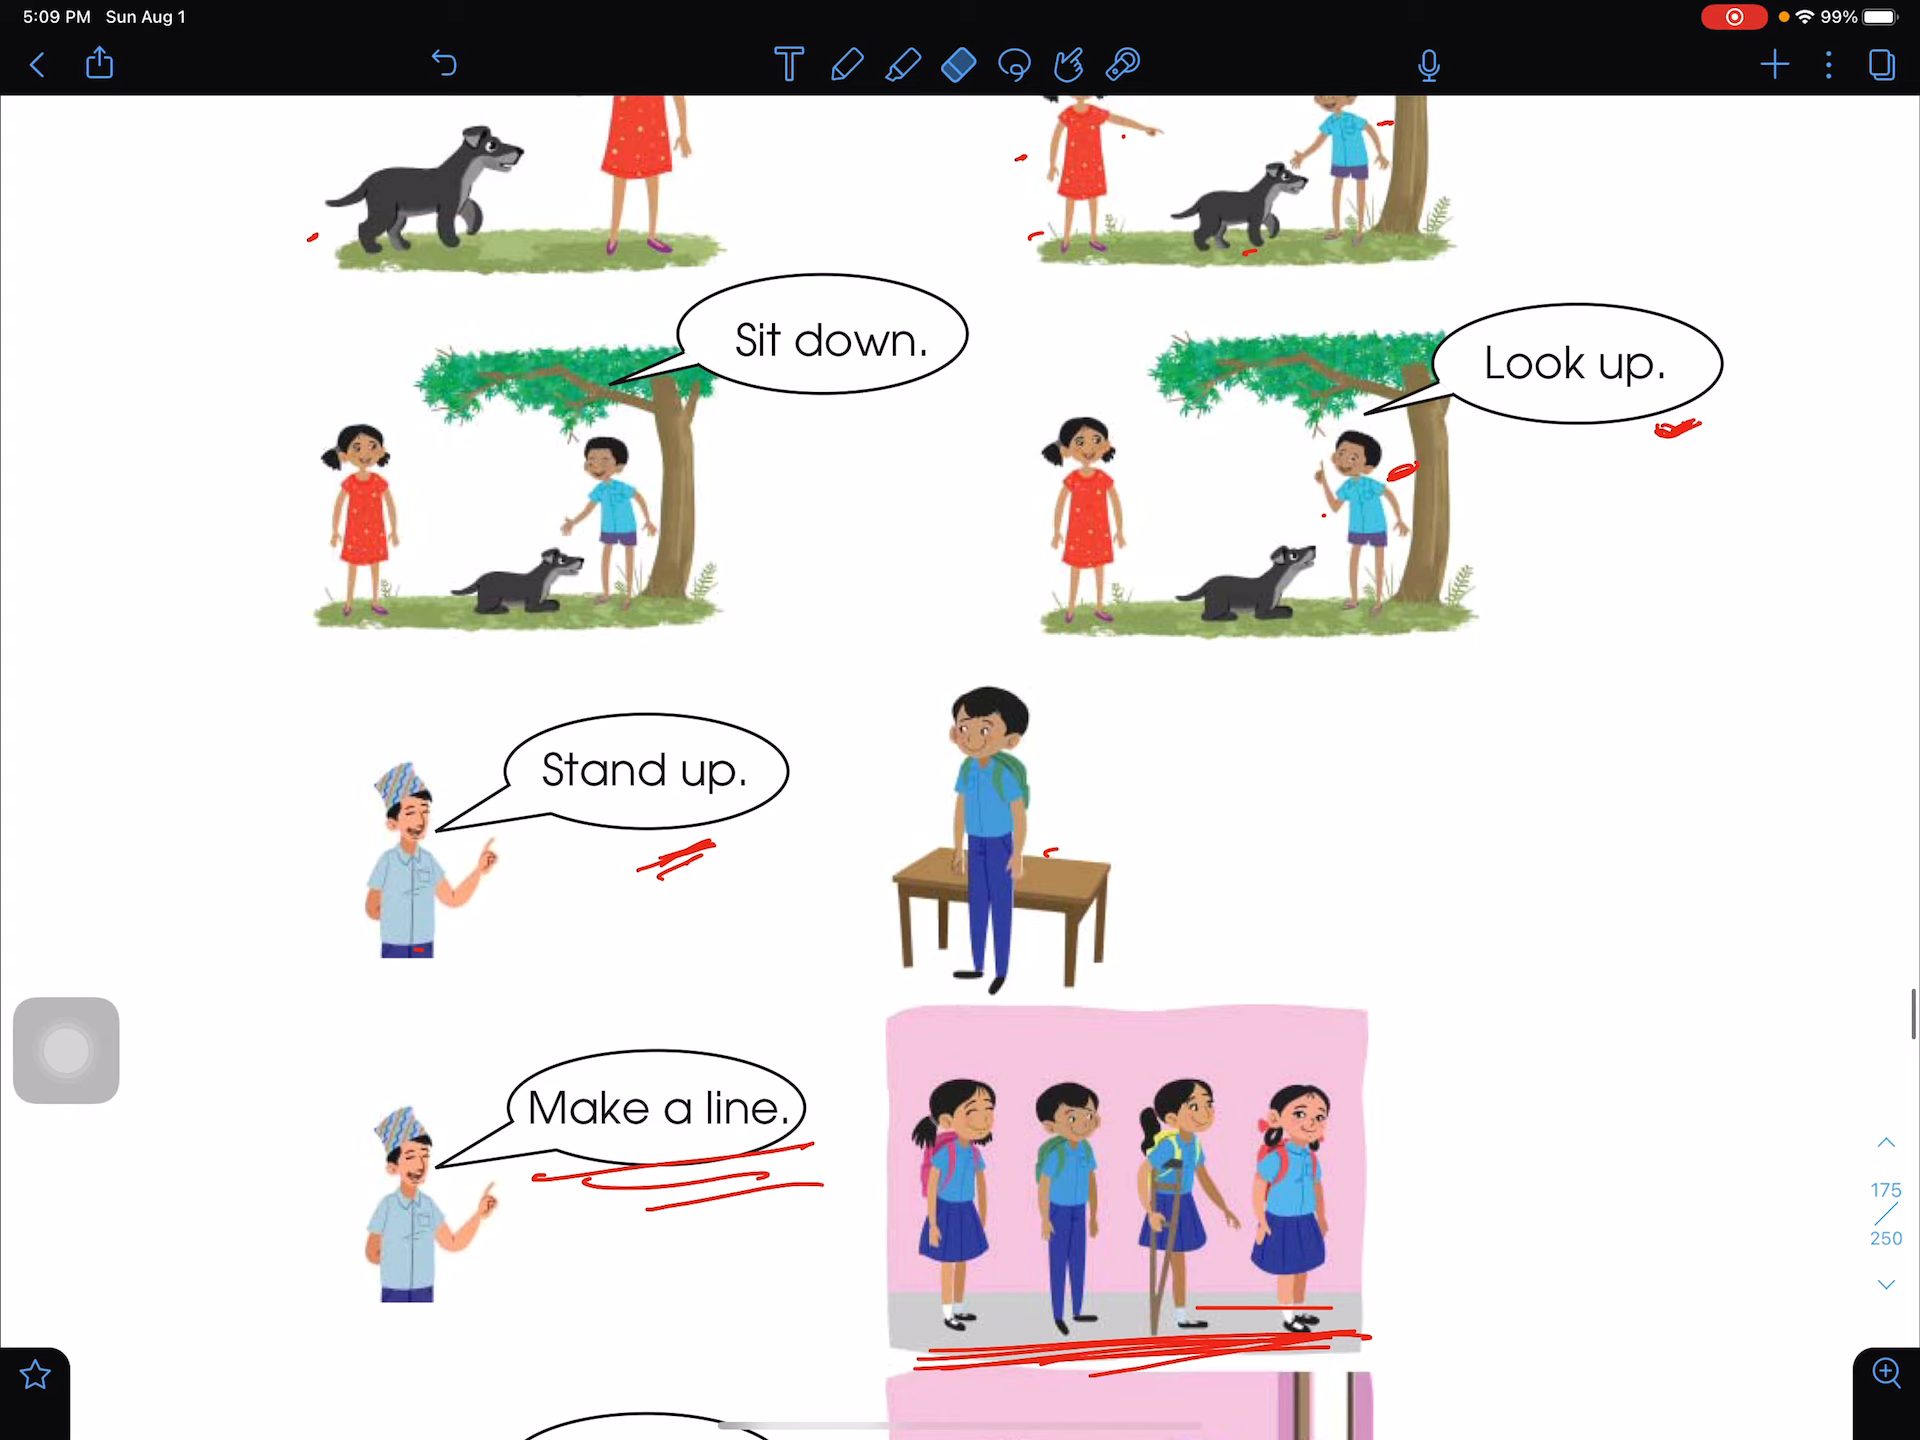 5:09 PM Sun Aug 1
99%
Sit down.
Look up.
Stand up.
Make a line.
175
250